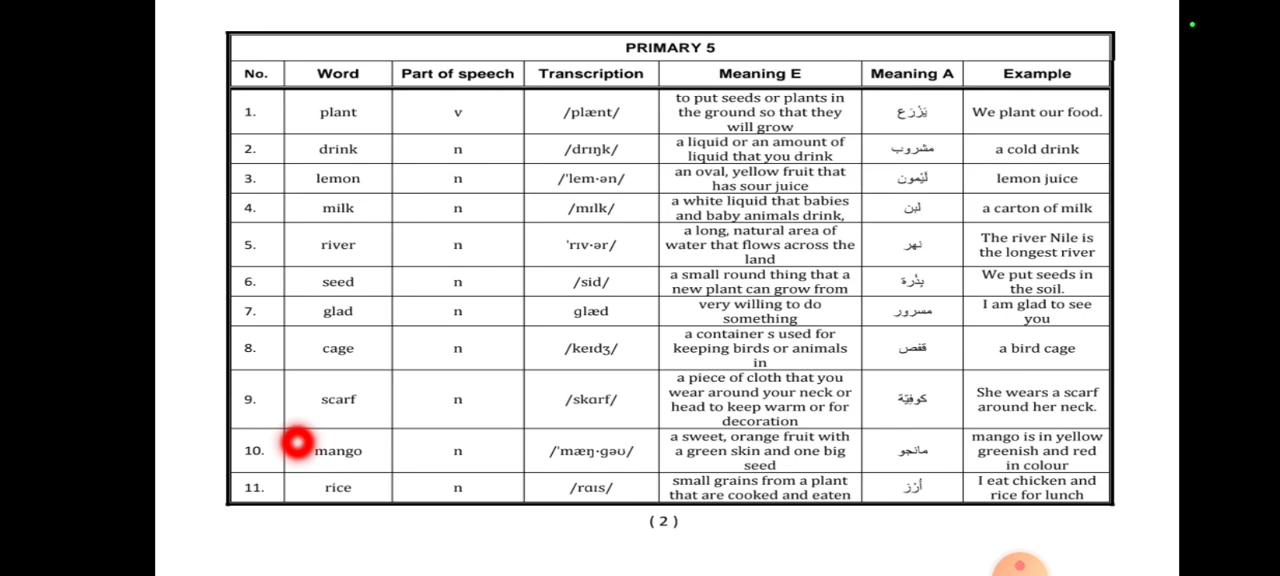 PRIMARY 5
No. Word Part of speech Transcription Meaning E Meaning A Example
1. plant v /plænt/ to put seeds or plants in the ground so that they will grow يَزْرَع We plant our food.
2. drink n /drɪŋk/ a liquid or an amount of liquid that you drink مشروب a cold drink
3. lemon n /ˈlem·ən/ an oval, yellow fruit that has sour juice لَيْمون lemon juice
4. milk n /mɪlk/ a white liquid that babies and baby animals drink, لبن a carton of milk
5. river n ˈrɪv·ər/ a long, natural area of water that flows across the land نهر The river Nile is the longest river
6. seed n /sid/ a small round thing that a new plant can grow from بذْرة We put seeds in the soil.
7. glad n ɡlæd very willing to do something مسرور I am glad to see you
8. cage n /keɪdʒ/ a container s used for keeping birds or animals in قفص a bird cage
9. scarf n /skɑrf/ a piece of cloth that you wear around your neck or head to keep warm or for decoration كوفيّة She wears a scarf around her neck.
10. mango n /ˈmæŋ·ɡəʊ/ a sweet, orange fruit with a green skin and one big seed مانجو mango is in yellow greenish and red in colour
11. rice n /rɑɪs/ small grains from a plant that are cooked and eaten أرْز I eat chicken and rice for lunch
( 2 )